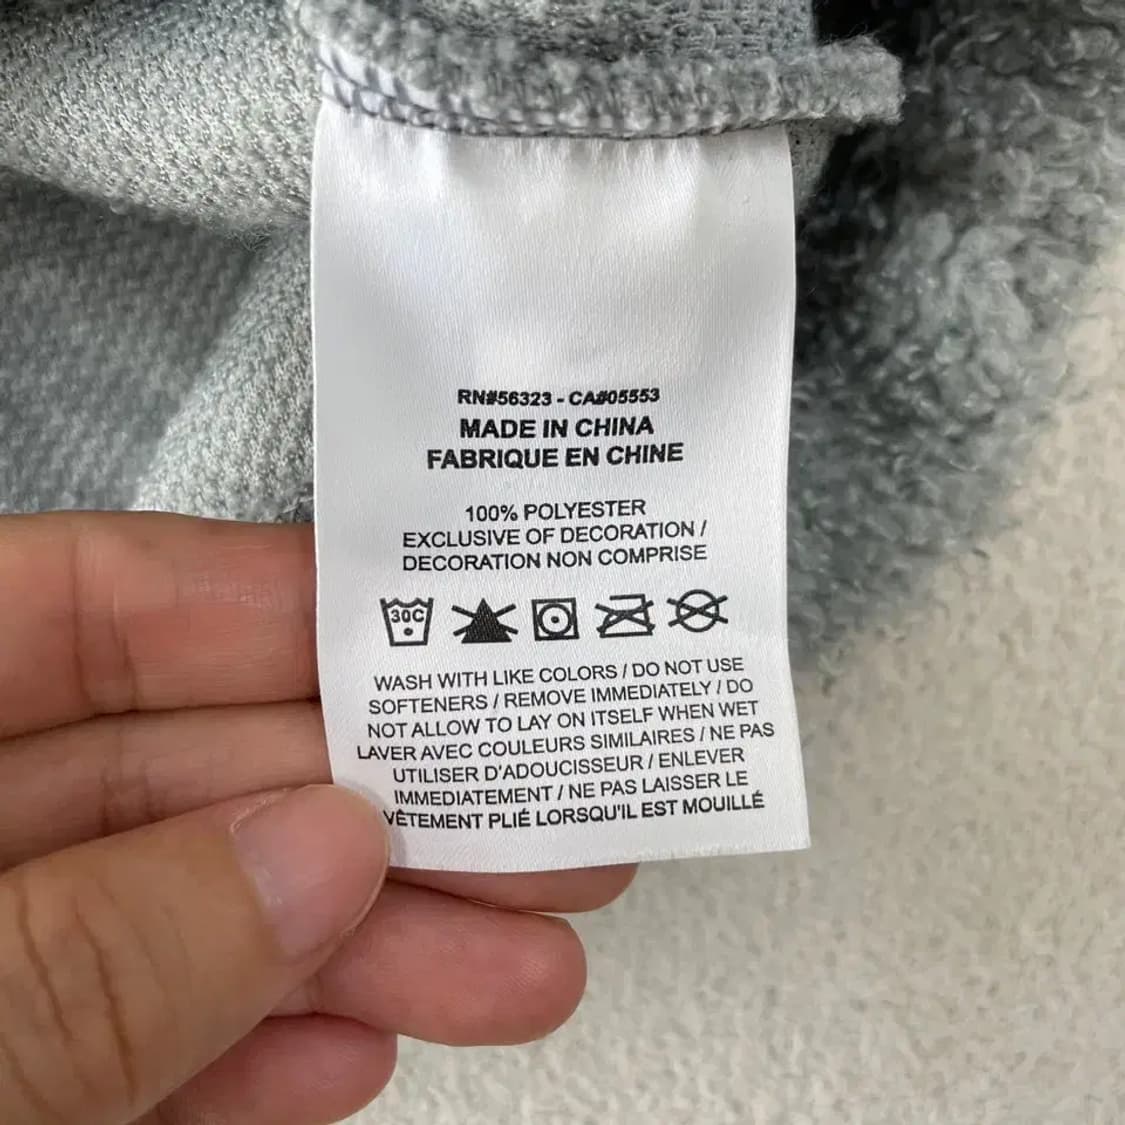 RN#56323 - CA#05553
MADE IN CHINA
FABRIQUE EN CHINE
100% POLYESTER
EXCLUSIVE OF DECORATION /
DECORATION NON COMPRISE
30C
WASH WITH LIKE COLORS / DO NOT USE
SOFTENERS / REMOVE IMMEDIATELY / DO
NOT ALLOW TO LAY ON ITSELF WHEN WET
LAVER AVEC COULEURS SIMILAIRES / NE PAS
UTILISER D'ADOUCISSEUR / ENLEVER
IMMEDIATEMENT / NE PAS LAISSER LE
VÊTEMENT PLIÉ LORSQU'IL EST MOUILLÉ